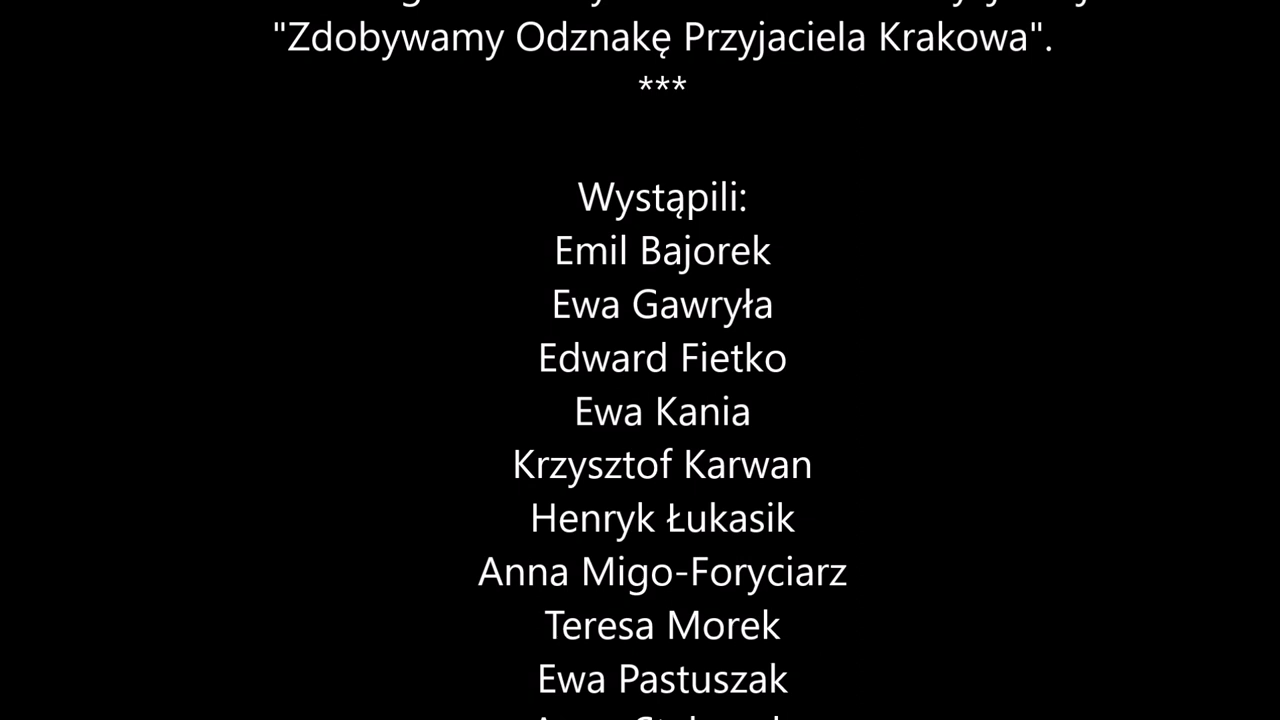 "Zdobywamy Odznakę Przyjaciela Krakowa".
***
Wystąpili:
Emil Bajorek
Ewa Gawryła
Edward Fietko
Ewa Kania
Krzysztof Karwan
Henryk Łukasik
Anna Migo-Foryciarz
Teresa Morek
Ewa Pastuszak